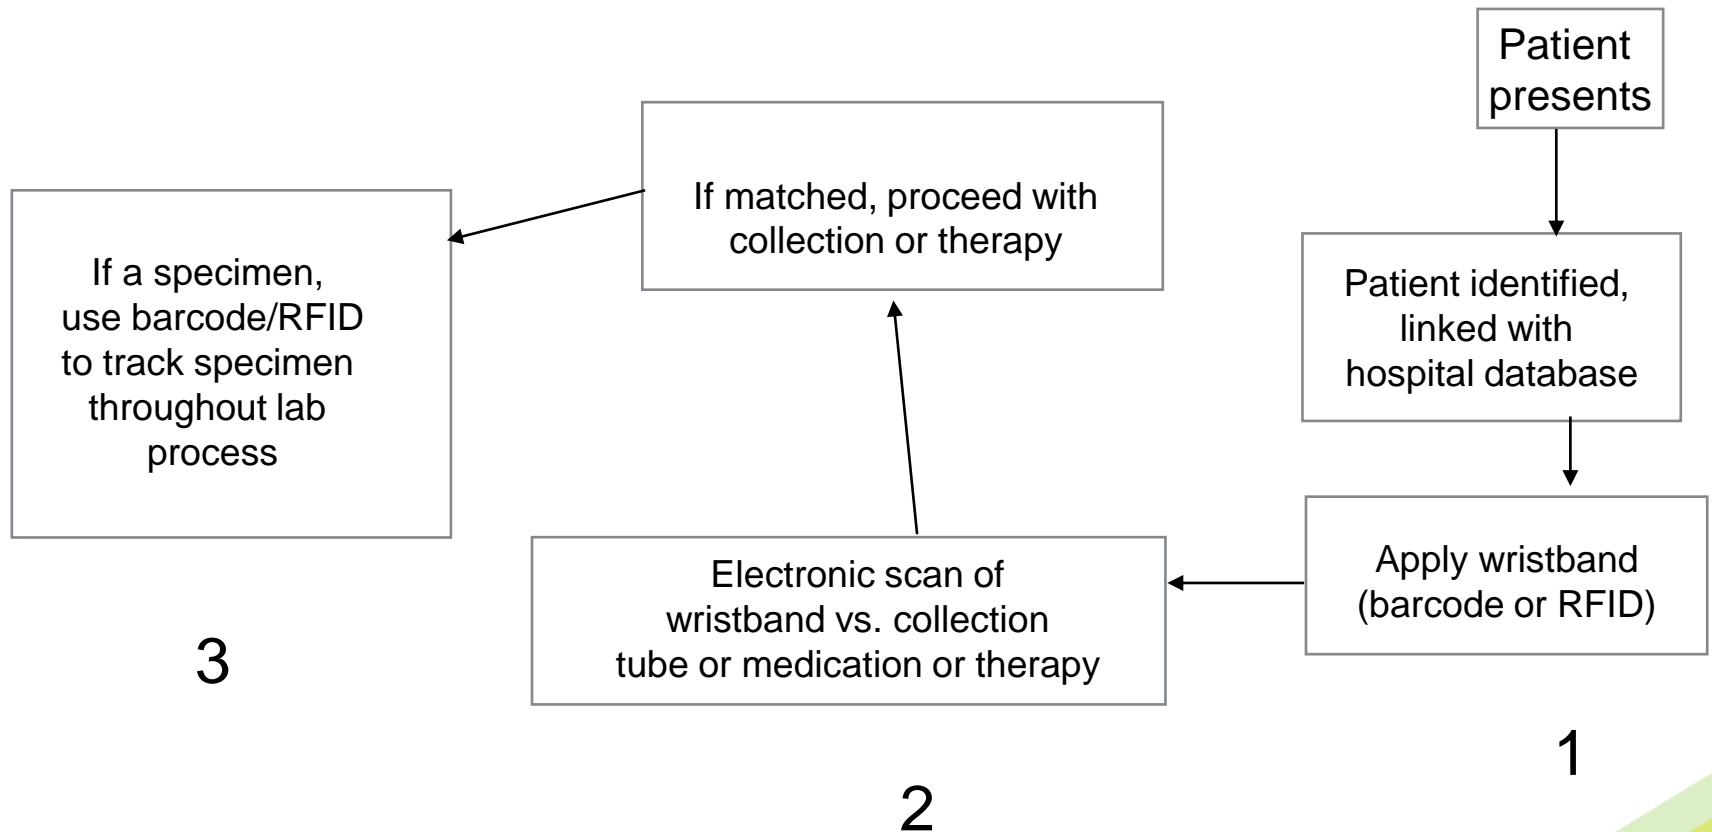 Patient
presents
Patient identified,
linked with
hospital database
Apply wristband
(barcode or RFID)
1
Electronic scan of
wristband vs. collection
tube or medication or therapy
If matched, proceed with
collection or therapy
2
If a specimen,
use barcode/RFID
to track specimen
throughout lab
process
3